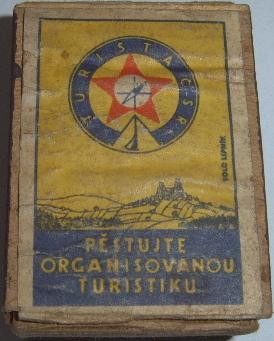 TURISTA ČSR
SOLO LIPNÍK
PĚSTUJTE
ORGANISOVANOU
TURISTIKU